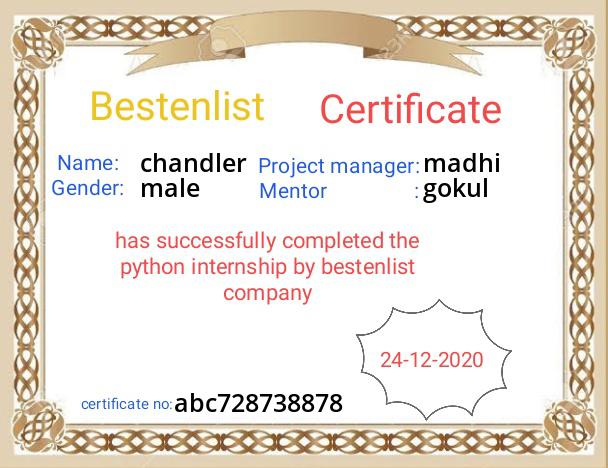 Bestenlist Certificate
Name: chandler Project manager: madhi
Gender: male Mentor : gokul
has successfully completed the
python internship by bestenlist
company
24-12-2020
certificate no: abc728738878